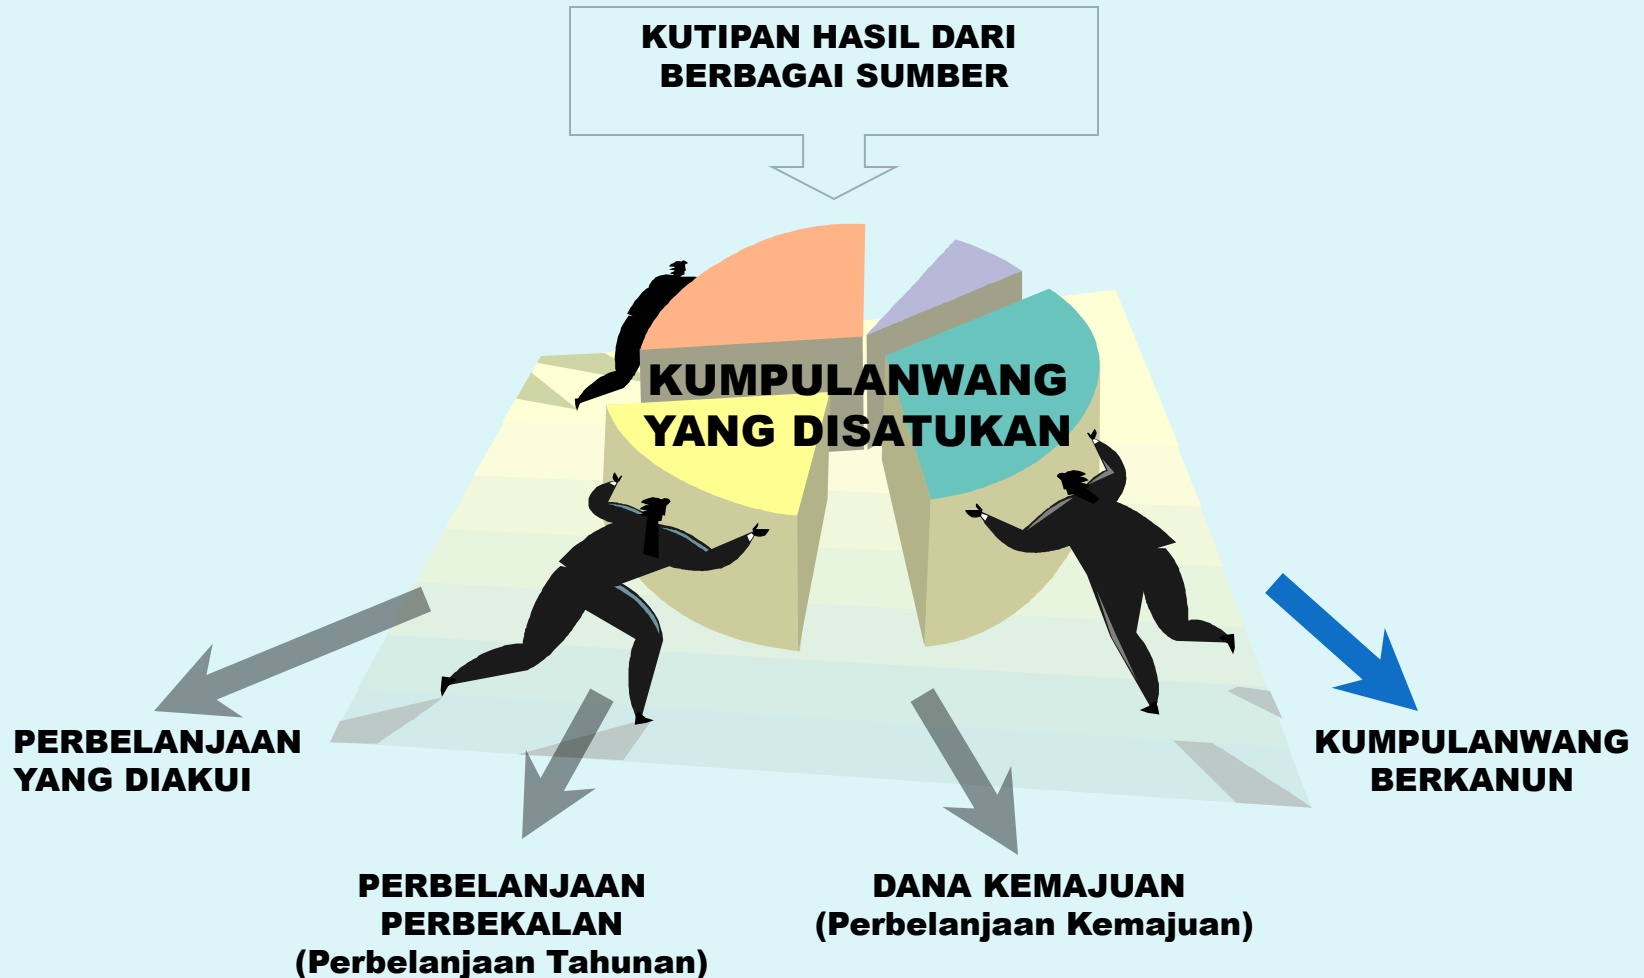 KUTIPAN HASIL DARI
BERBAGAI SUMBER
KUMPULANWANG
YANG DISATUKAN
PERBELANJAAN
YANG DIAKUI
KUMPULANWANG
BERKANUN
PERBELANJAAN
PERBEKALAN
(Perbelanjaan Tahunan)
DANA KEMAJUAN
(Perbelanjaan Kemajuan)